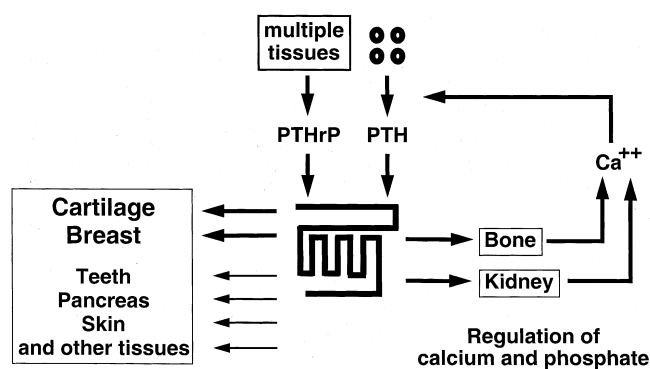 multiple
tissues
PTHrP
PTH
Ca++
Cartilage
Breast
Teeth
Pancreas
Skin
and other tissues
Bone
Kidney
Regulation of
calcium and phosphate